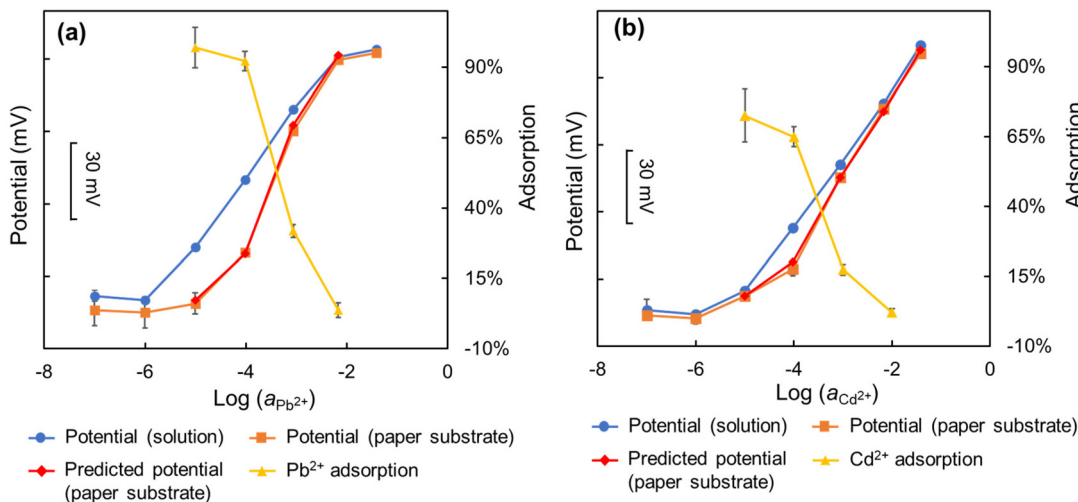 (a)
Potential (mV)
30 mV
90%
65%
40%
15%
-10%
Adsorption
-8
-6
-4
-2
0
Log (aPb²⁺)
Potential (solution)
Potential (paper substrate)
Predicted potential
(paper substrate)
Pb²⁺ adsorption
(b)
Potential (mV)
30 mV
90%
65%
40%
15%
-10%
Adsorption
-8
-6
-4
-2
0
Log (aCd²⁺)
Potential (solution)
Potential (paper substrate)
Predicted potential
(paper substrate)
Cd²⁺ adsorption